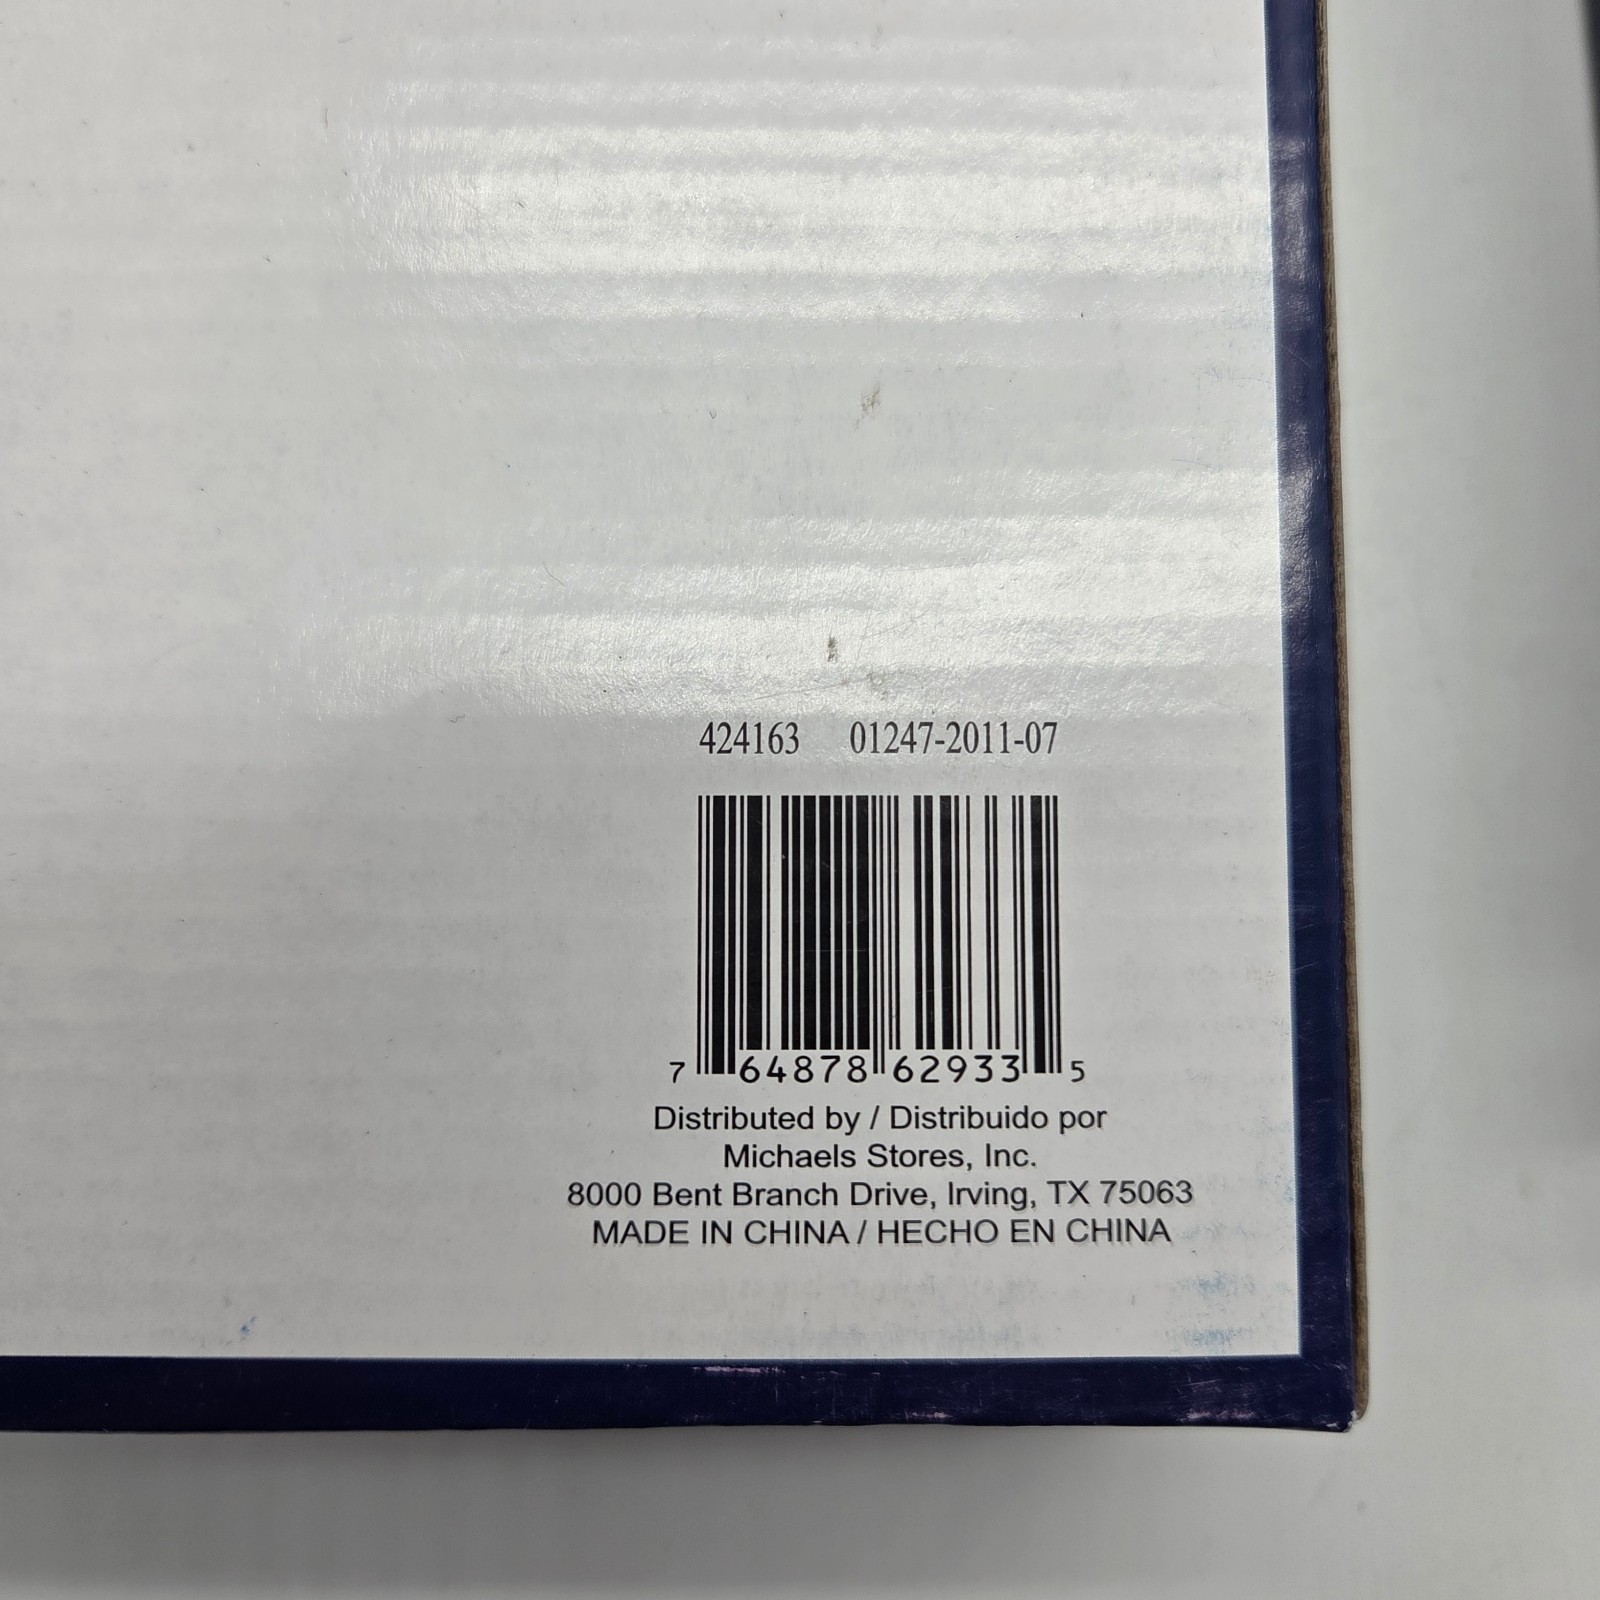 424163 01247-2011-07
7 64878 62933 5
Distributed by / Distribuido por
Michaels Stores, Inc.
8000 Bent Branch Drive, Irving, TX 75063
MADE IN CHINA / HECHO EN CHINA